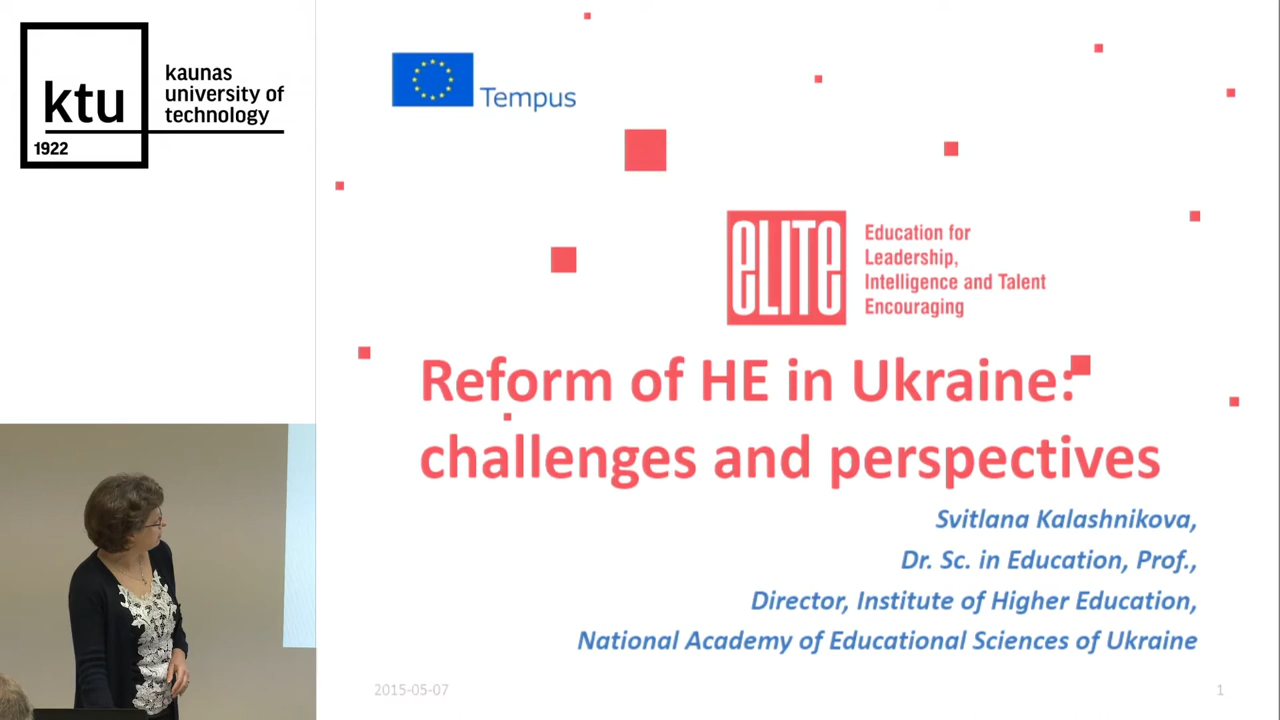 ktu
1922
kaunas
university of
technology
Tempus
eLITe
Education for
Leadership,
Intelligence and Talent
Encouraging
Reform of HE in Ukraine:
challenges and perspectives
Svitlana Kalashnikova,
Dr. Sc. in Education, Prof.,
Director, Institute of Higher Education,
National Academy of Educational Sciences of Ukraine
2015-05-07
1